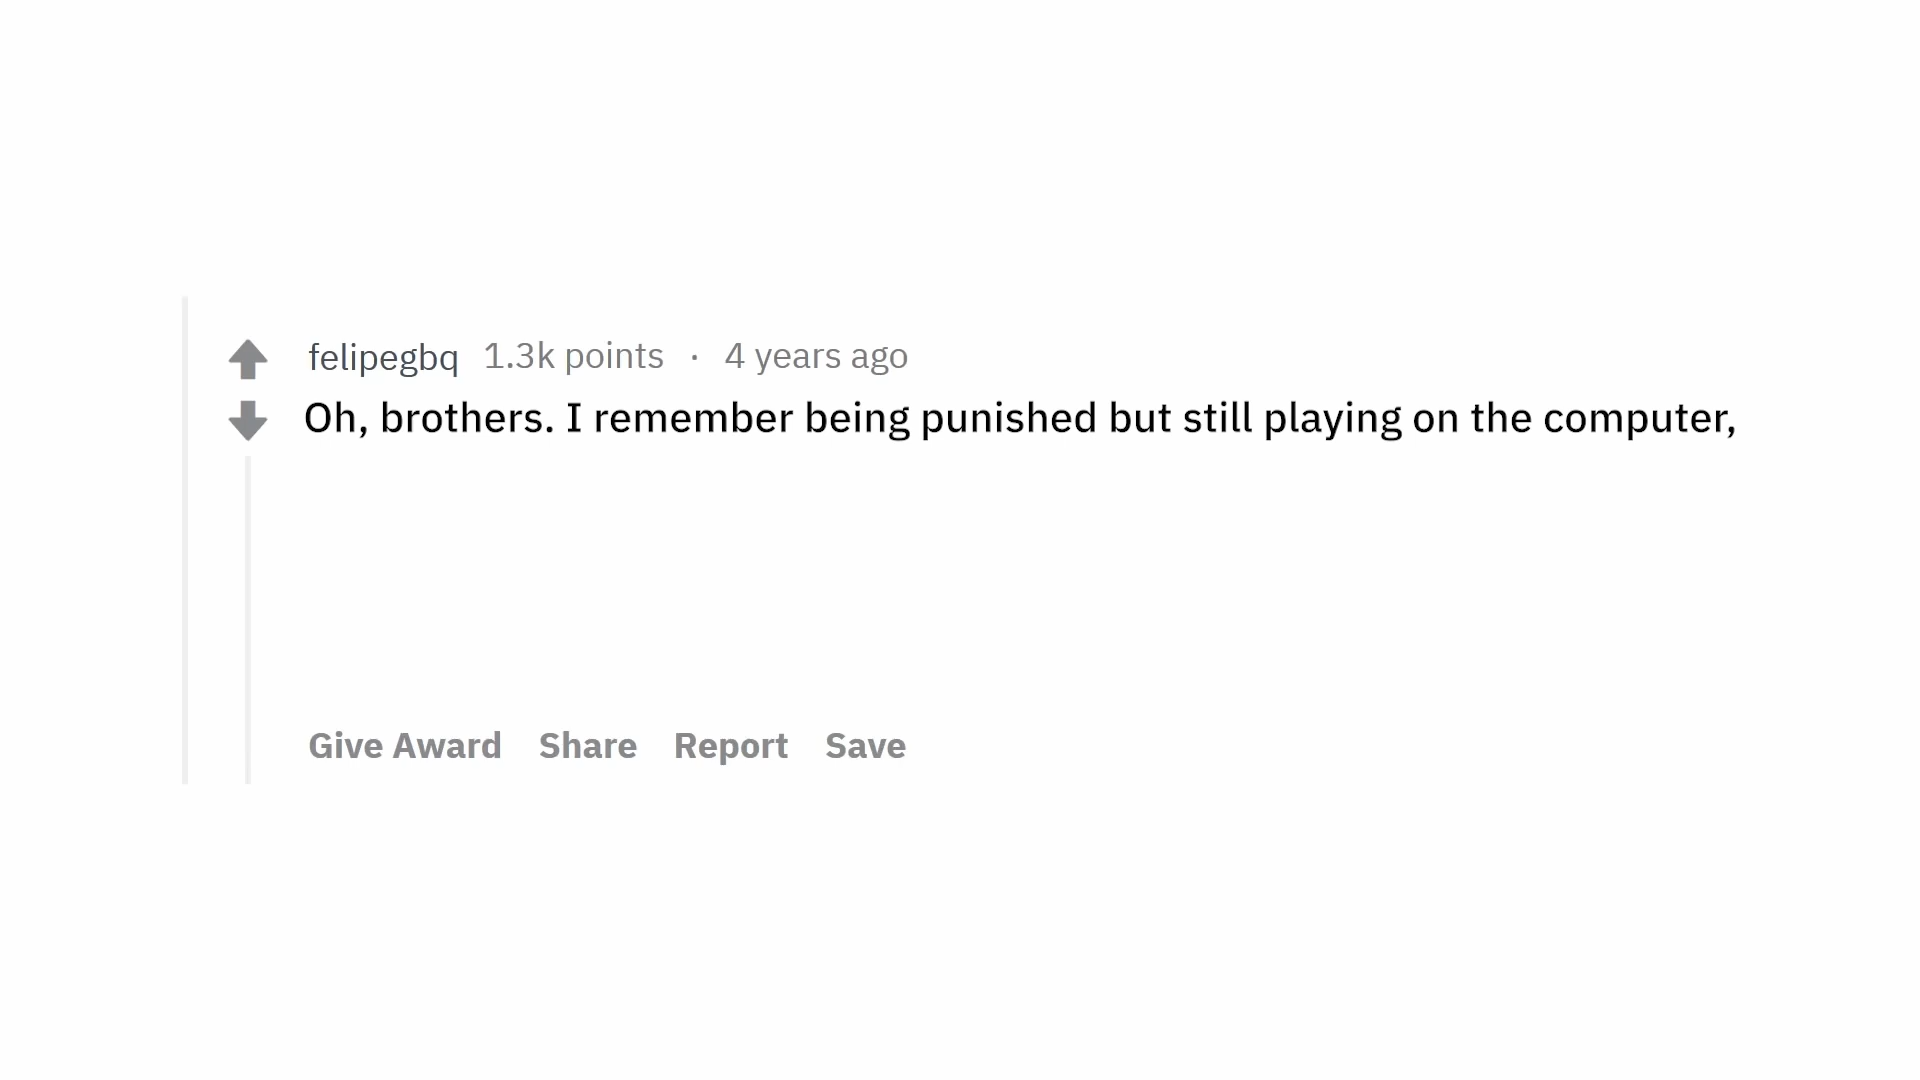 felipegbq 1.3k points · 4 years ago
Oh, brothers. I remember being punished but still playing on the computer,
Give Award Share Report Save